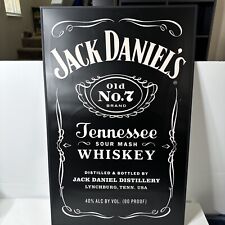 JACK DANIEL'S
Old
No.7
BRAND
Tennessee
SOUR MASH
WHISKEY
DISTILLED & BOTTLED BY
JACK DANIEL DISTILLERY
LYNCHBURG, TENN. USA
40% ALC BY VOL. (80 PROOF)